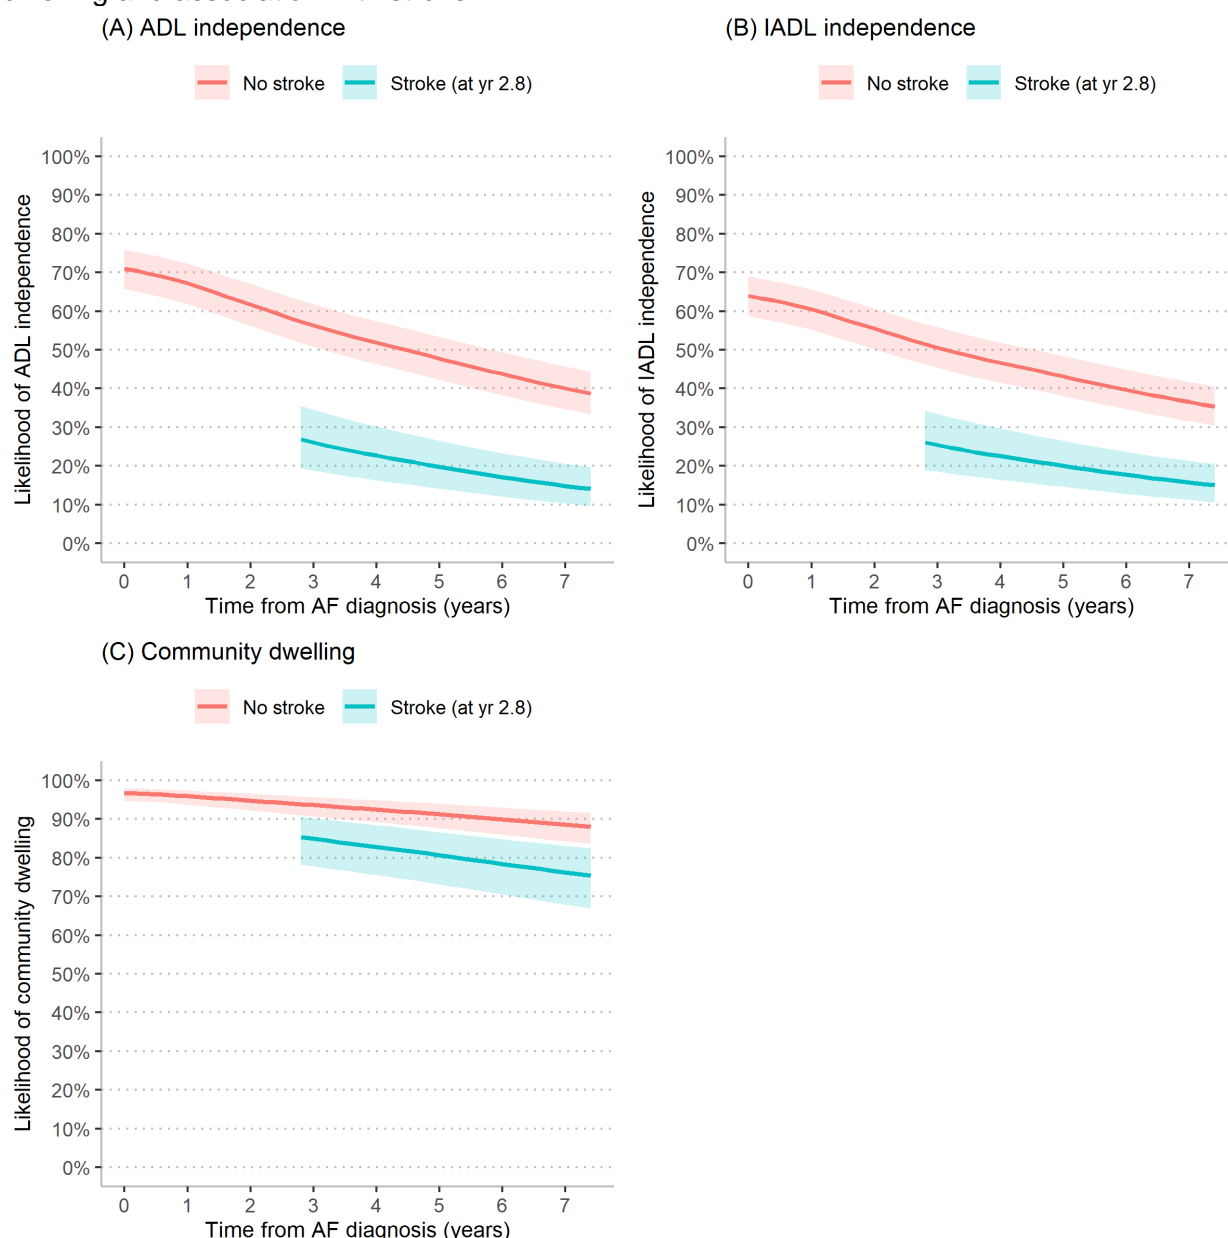 (A) ADL independence
No stroke Stroke (at yr 2.8)
Likelihood of ADL independence
100%
90%
80%
70%
60%
50%
40%
30%
20%
10%
0%
0 1 2 3 4 5 6 7
Time from AF diagnosis (years)
(B) IADL independence
No stroke Stroke (at yr 2.8)
Likelihood of IADL independence
100%
90%
80%
70%
60%
50%
40%
30%
20%
10%
0%
0 1 2 3 4 5 6 7
Time from AF diagnosis (years)
(C) Community dwelling
No stroke Stroke (at yr 2.8)
Likelihood of community dwelling
100%
90%
80%
70%
60%
50%
40%
30%
20%
10%
0%
0 1 2 3 4 5 6 7
Time from AF diagnosis (years)